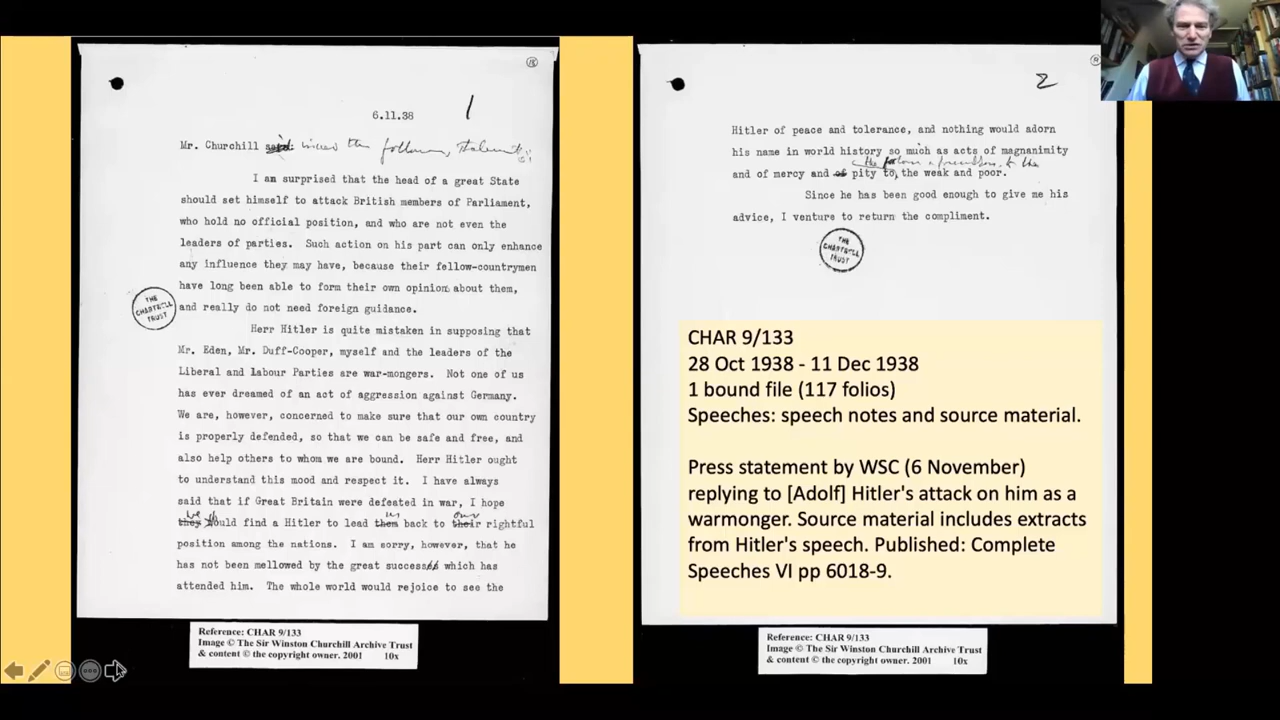 6.11.38
1
Mr. Churchill said: issued the following statement:
I am surprised that the head of a great State
should set himself to attack British members of Parliament,
who hold no official position, and who are not even the
leaders of parties. Such action on his part can only enhance
any influence they may have, because their fellow-countrymen
have long been able to form their own opinions about them,
and really do not need foreign guidance.
THE
CHARTWELL
TRUST
Herr Hitler is quite mistaken in supposing that
Mr. Eden, Mr. Duff-Cooper, myself and the leaders of the
Liberal and Labour Parties are war-mongers. Not one of us
has ever dreamed of an act of aggression against Germany.
We are, however, concerned to make sure that our own country
is properly defended, so that we can be safe and free, and
also help others to whom we are bound. Herr Hitler ought
to understand this mood and respect it. I have always
said that if Great Britain were defeated in war, I hope
we sh us our
they would find a Hitler to lead them back to their rightful
position among the nations. I am sorry, however, that he
has not been mellowed by the great success which has
attended him. The whole world would rejoice to see the
Reference: CHAR 9/133
Image © The Sir Winston Churchill Archive Trust
& content © the copyright owner. 2001 10x
2
Hitler of peace and tolerance, and nothing would adorn
his name in world history so much as acts of magnanimity
the forlorn & friendless, to the
and of mercy and of pity to, the weak and poor.
Since he has been good enough to give me his
advice, I venture to return the compliment.
THE
CHARTWELL
TRUST
CHAR 9/133
28 Oct 1938 - 11 Dec 1938
1 bound file (117 folios)
Speeches: speech notes and source material.
Press statement by WSC (6 November)
replying to [Adolf] Hitler's attack on him as a
warmonger. Source material includes extracts
from Hitler's speech. Published: Complete
Speeches VI pp 6018-9.
Reference: CHAR 9/133
Image © The Sir Winston Churchill Archive Trust
& content © the copyright owner. 2001 10x